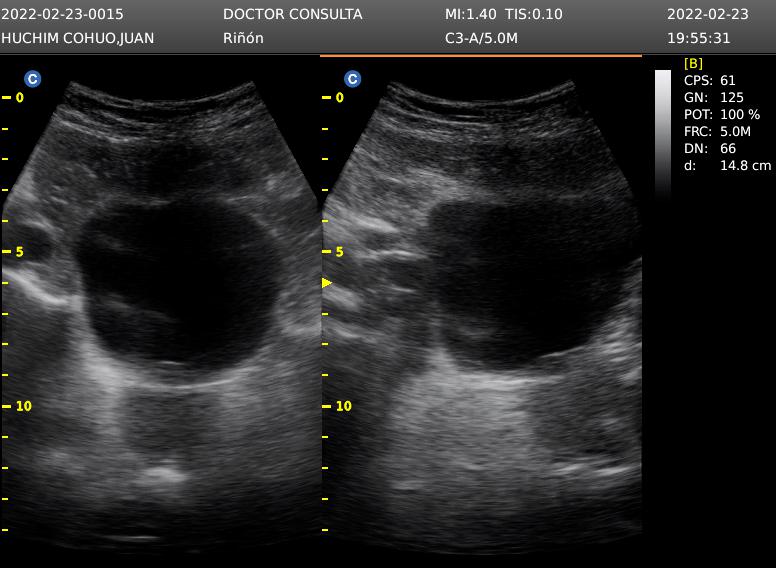 2022-02-23-0015 DOCTOR CONSULTA MI:1.40 TIS:0.10 2022-02-23
HUCHIM COHUO,JUAN Riñón C3-A/5.0M 19:55:31
[B]
C C
CPS: 61
0 0
GN: 125
POT: 100 %
FRC: 5.0M
DN: 66
d: 14.8 cm
5 5
10 10